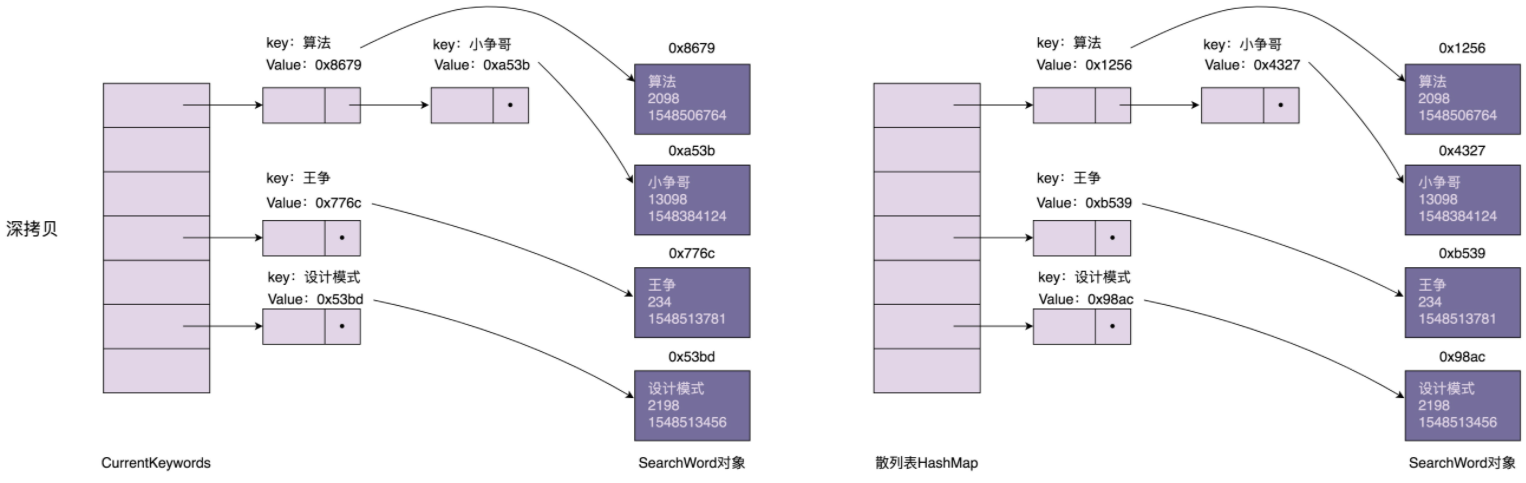 深拷贝
key：算法
Value：0x8679
key：小争哥
Value：0xa53b
key：王争
Value：0x776c
key：设计模式
Value：0x53bd
0x8679
算法
2098
1548506764
0xa53b
小争哥
13098
1548384124
0x776c
王争
234
1548513781
0x53bd
设计模式
2198
1548513456
CurrentKeywords
SearchWord对象
key：算法
Value：0x1256
key：小争哥
Value：0x4327
key：王争
Value：0xb539
key：设计模式
Value：0x98ac
0x1256
算法
2098
1548506764
0x4327
小争哥
13098
1548384124
0xb539
王争
234
1548513781
0x98ac
设计模式
2198
1548513456
散列表HashMap
SearchWord对象